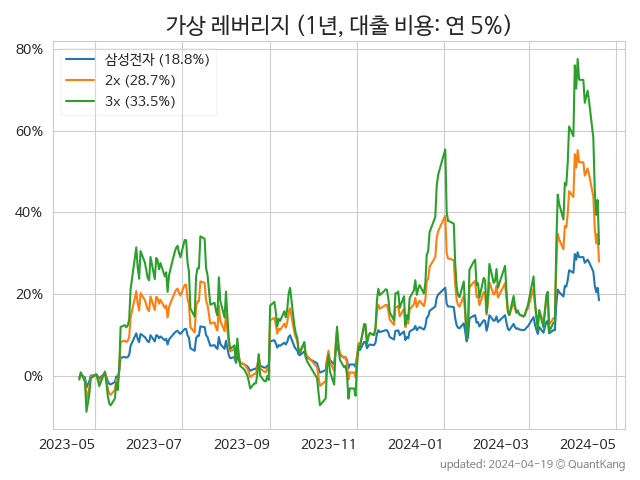 가상 레버리지 (1년, 대출 비용: 연 5%)
80%
60%
40%
20%
0%
삼성전자 (18.8%)
2x (28.7%)
3x (33.5%)
2023-05 2023-07 2023-09 2023-11 2024-01 2024-03 2024-05
updated: 2024-04-19 © QuantKang